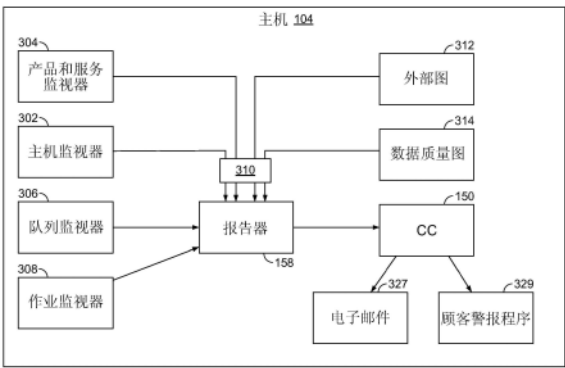 主机 104
304
产品和服务
监视器
312
外部图
302
主机监视器
314
数据质量图
310
306
队列监视器
报告器
158
150
CC
308
作业监视器
327
电子邮件
329
顾客警报程序